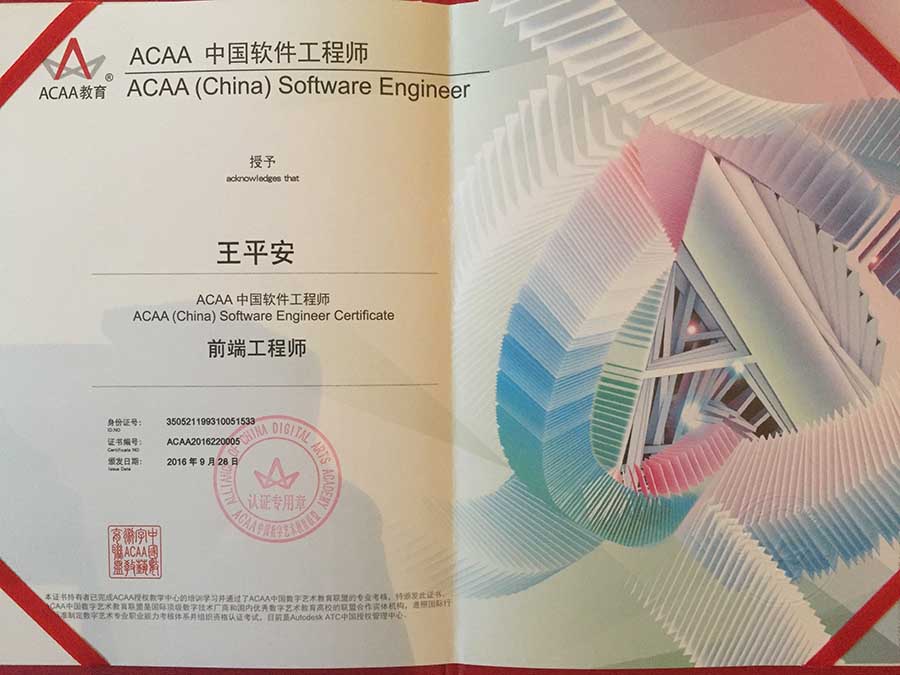 ACAA 中国软件工程师
ACAA (China) Software Engineer
ACAA教育®
授予
acknowledges that
王平安
ACAA 中国软件工程师
ACAA (China) Software Engineer Certificate
前端工程师
身份证号: 350521199310051533
ID.NO
证书编号: ACAA2016220005
Certificate NO
颁发日期: 2016 年 9 月 28 日
Issue Date
ALLIANCE OF CHINA DIGITAL ARTS ACADEMY
认证专用章
ACAA中国数字艺术教育联盟
本证书持有者已完成ACAA授权教学中心的培训学习并通过了ACAA中国数字艺术教育联盟的专业考核,特颁发此证书。
ACAA中国数字艺术教育联盟是国际顶级数字技术厂商和国内优秀数字艺术教育高校的联盟合作实体机构,遵照国际行
标准制定数字艺术专业职业能力考核体系并组织资格认证考试,目前是Autodesk ATC中国授权管理中心。